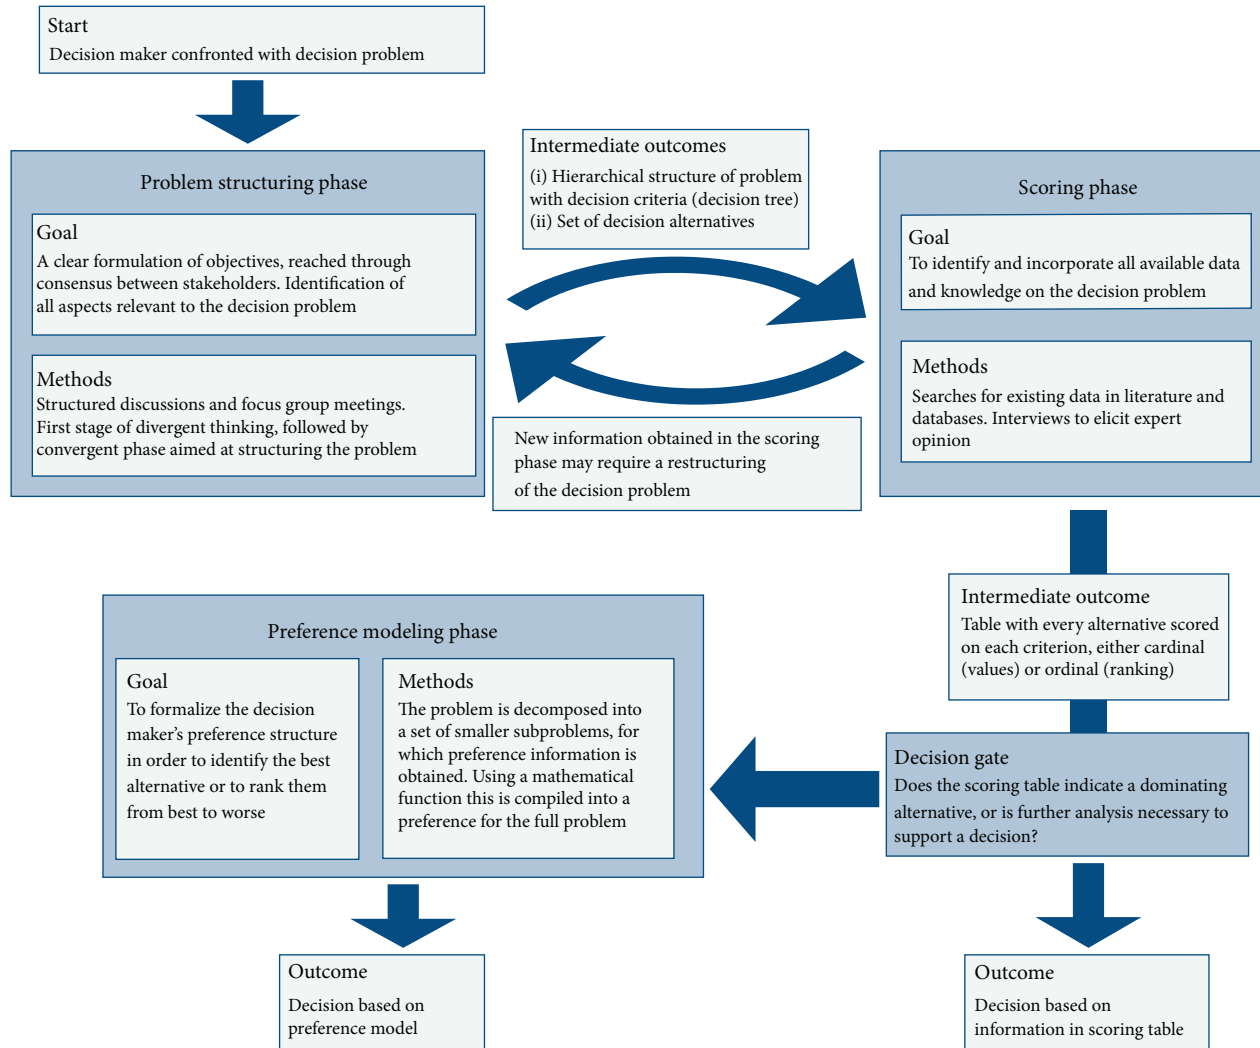 Start
Decision maker confronted with decision problem
Problem structuring phase
Goal
A clear formulation of objectives, reached through
consensus between stakeholders. Identification of
all aspects relevant to the decision problem
Methods
Structured discussions and focus group meetings.
First stage of divergent thinking, followed by
convergent phase aimed at structuring the problem
Intermediate outcomes
(i) Hierarchical structure of problem
with decision criteria (decision tree)
(ii) Set of decision alternatives
New information obtained in the scoring
phase may require a restructuring
of the decision problem
Scoring phase
Goal
To identify and incorporate all available data
and knowledge on the decision problem
Methods
Searches for existing data in literature and
databases. Interviews to elicit expert
opinion
Intermediate outcome
Table with every alternative scored
on each criterion, either cardinal
(values) or ordinal (ranking)
Decision gate
Does the scoring table indicate a dominating
alternative, or is further analysis necessary to
support a decision?
Preference modeling phase
Goal
To formalize the decision
maker's preference structure
in order to identify the best
alternative or to rank them
from best to worse
Methods
The problem is decomposed into
a set of smaller subproblems, for
which preference information is
obtained. Using a mathematical
function this is compiled into a
preference for the full problem
Outcome
Decision based on
preference model
Outcome
Decision based on
information in scoring table